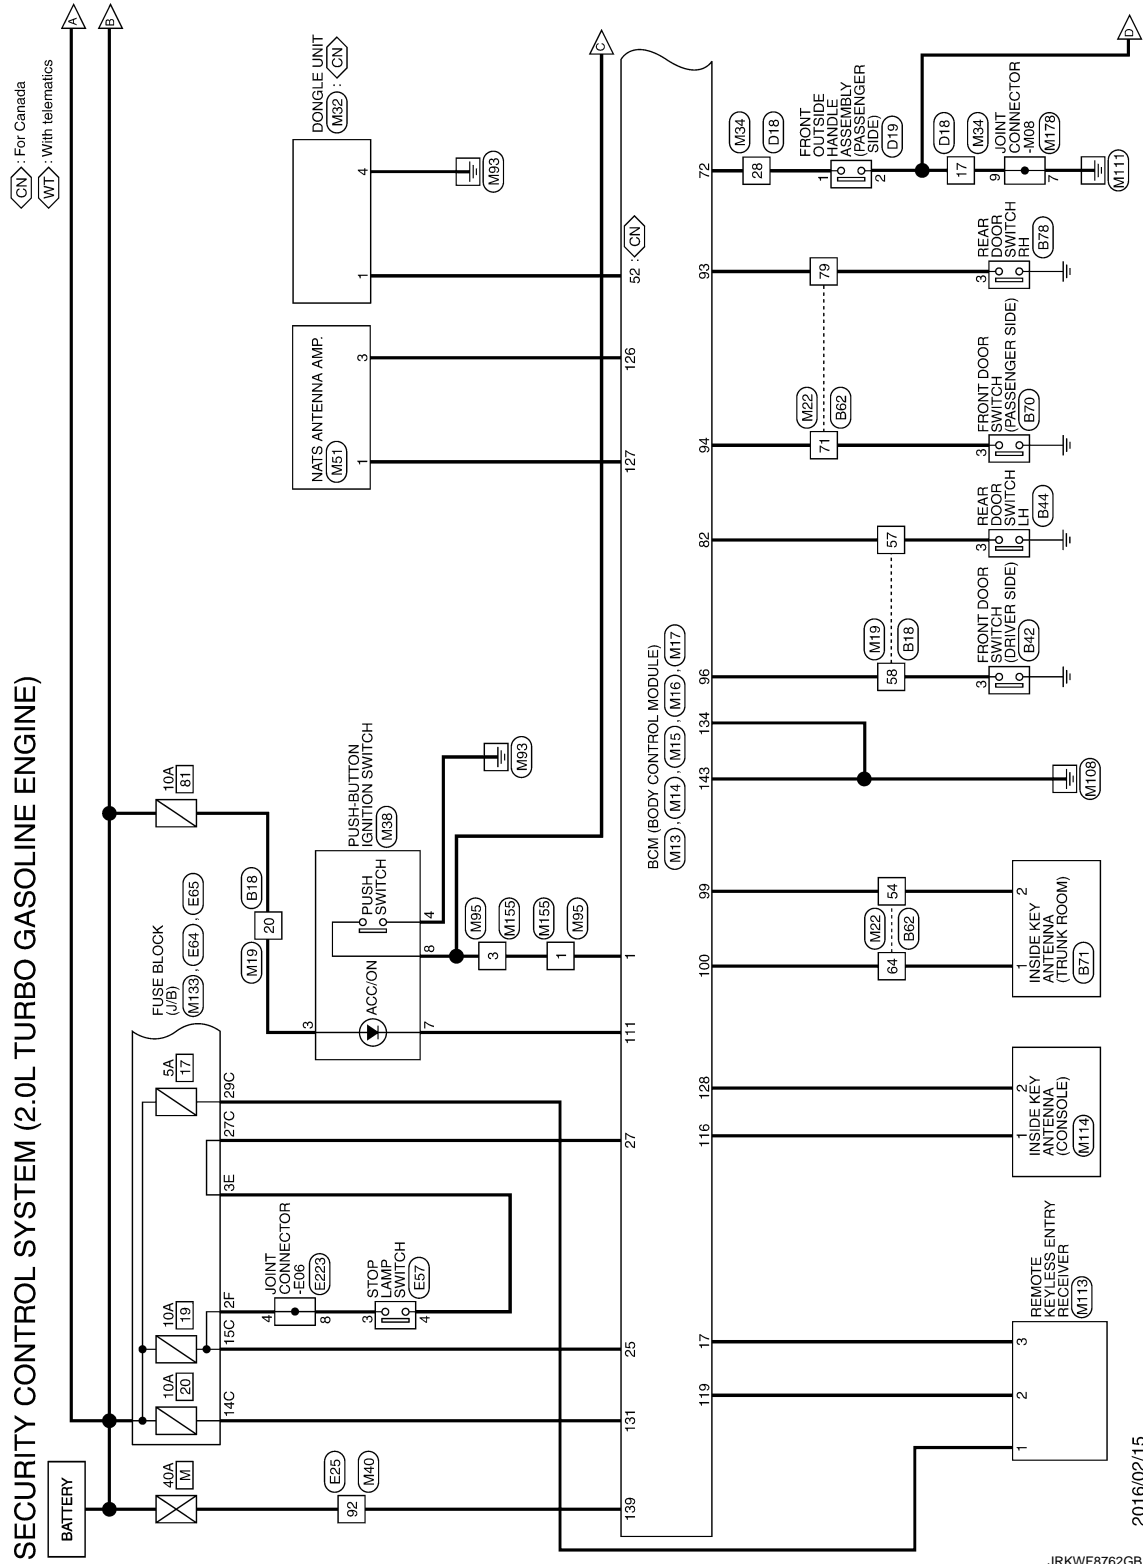 SECURITY CONTROL SYSTEM (2.0L TURBO GASOLINE ENGINE)
CN : For Canada
WT : With telematics
A
B
BATTERY
40A
M
E25
92
M40
139
10A
20
14C
131
10A
19
15C
2F
25
4
JOINT
CONNECTOR
-E06
E223
8
3
STOP
LAMP
SWITCH
E57
4
3E
27C
27
5A
17
29C
FUSE BLOCK
(J/B)
M133 , E64 , E65
10A
81
M19
20
B18
PUSH-BUTTON
IGNITION SWITCH
M38
3
ACC/ON
PUSH
SWITCH
7
8
4
111
M95
3
M155
M155
1
M95
1
M93
NATS ANTENNA AMP.
M51
1
3
127
126
DONGLE UNIT
M32 : CN
1
4
M93
52 : CN
C
BCM (BODY CONTROL MODULE)
M13 , M14 , M15 , M16 , M17
119
17
1
2
3
REMOTE
KEYLESS ENTRY
RECEIVER
M113
116
128
1
2
INSIDE KEY
ANTENNA
(CONSOLE)
M114
100
99
M22
64
54
B62
1
2
INSIDE KEY
ANTENNA
(TRUNK ROOM)
B71
143
134
M108
96
M19
58
B18
3
FRONT DOOR
SWITCH
(DRIVER SIDE)
B42
82
57
3
REAR
DOOR
SWITCH
LH
B44
94
M22
71
B62
3
FRONT DOOR
SWITCH
(PASSENGER SIDE)
B70
93
79
3
REAR
DOOR
SWITCH
RH
B78
72
M34
28
D18
1
FRONT
OUTSIDE
HANDLE
ASSEMBLY
(PASSENGER
SIDE)
D19
2
D18
17
M34
9
JOINT
CONNECTOR
-M08
M178
7
M111
D
2016/02/15
JRKWF8762GB